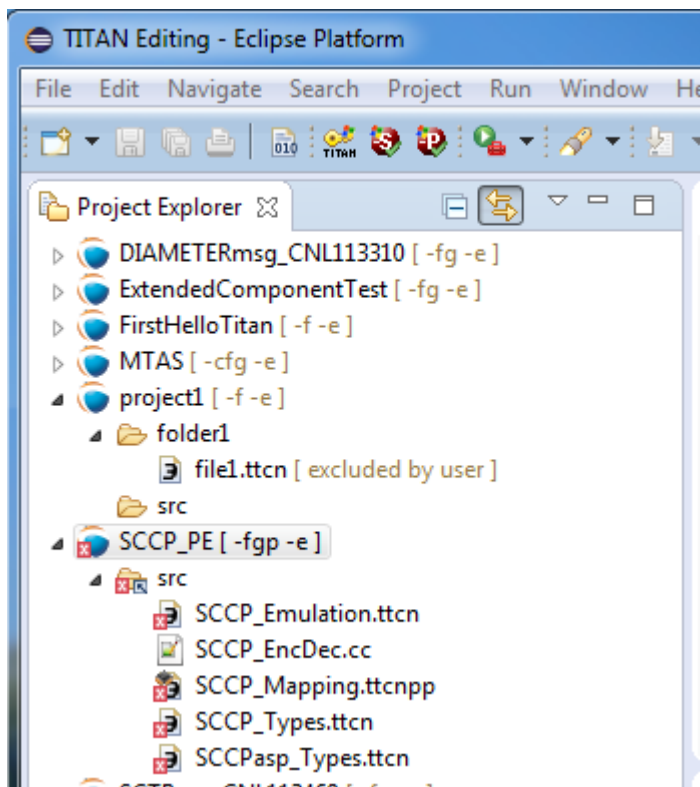 TITAN Editing - Eclipse Platform
File Edit Navigate Search Project Run Window He
010 TITAN S P
Project Explorer
DIAMETERmsg_CNL113310 [ -fg -e ]
ExtendedComponentTest [ -fg -e ]
FirstHelloTitan [ -f -e ]
MTAS [ -cfg -e ]
project1 [ -f -e ]
folder1
file1.ttcn [ excluded by user ]
src
SCCP_PE [ -fgp -e ]
src
SCCP_Emulation.ttcn
SCCP_EncDec.cc
SCCP_Mapping.ttcnpp
SCCP_Types.ttcn
SCCPasp_Types.ttcn